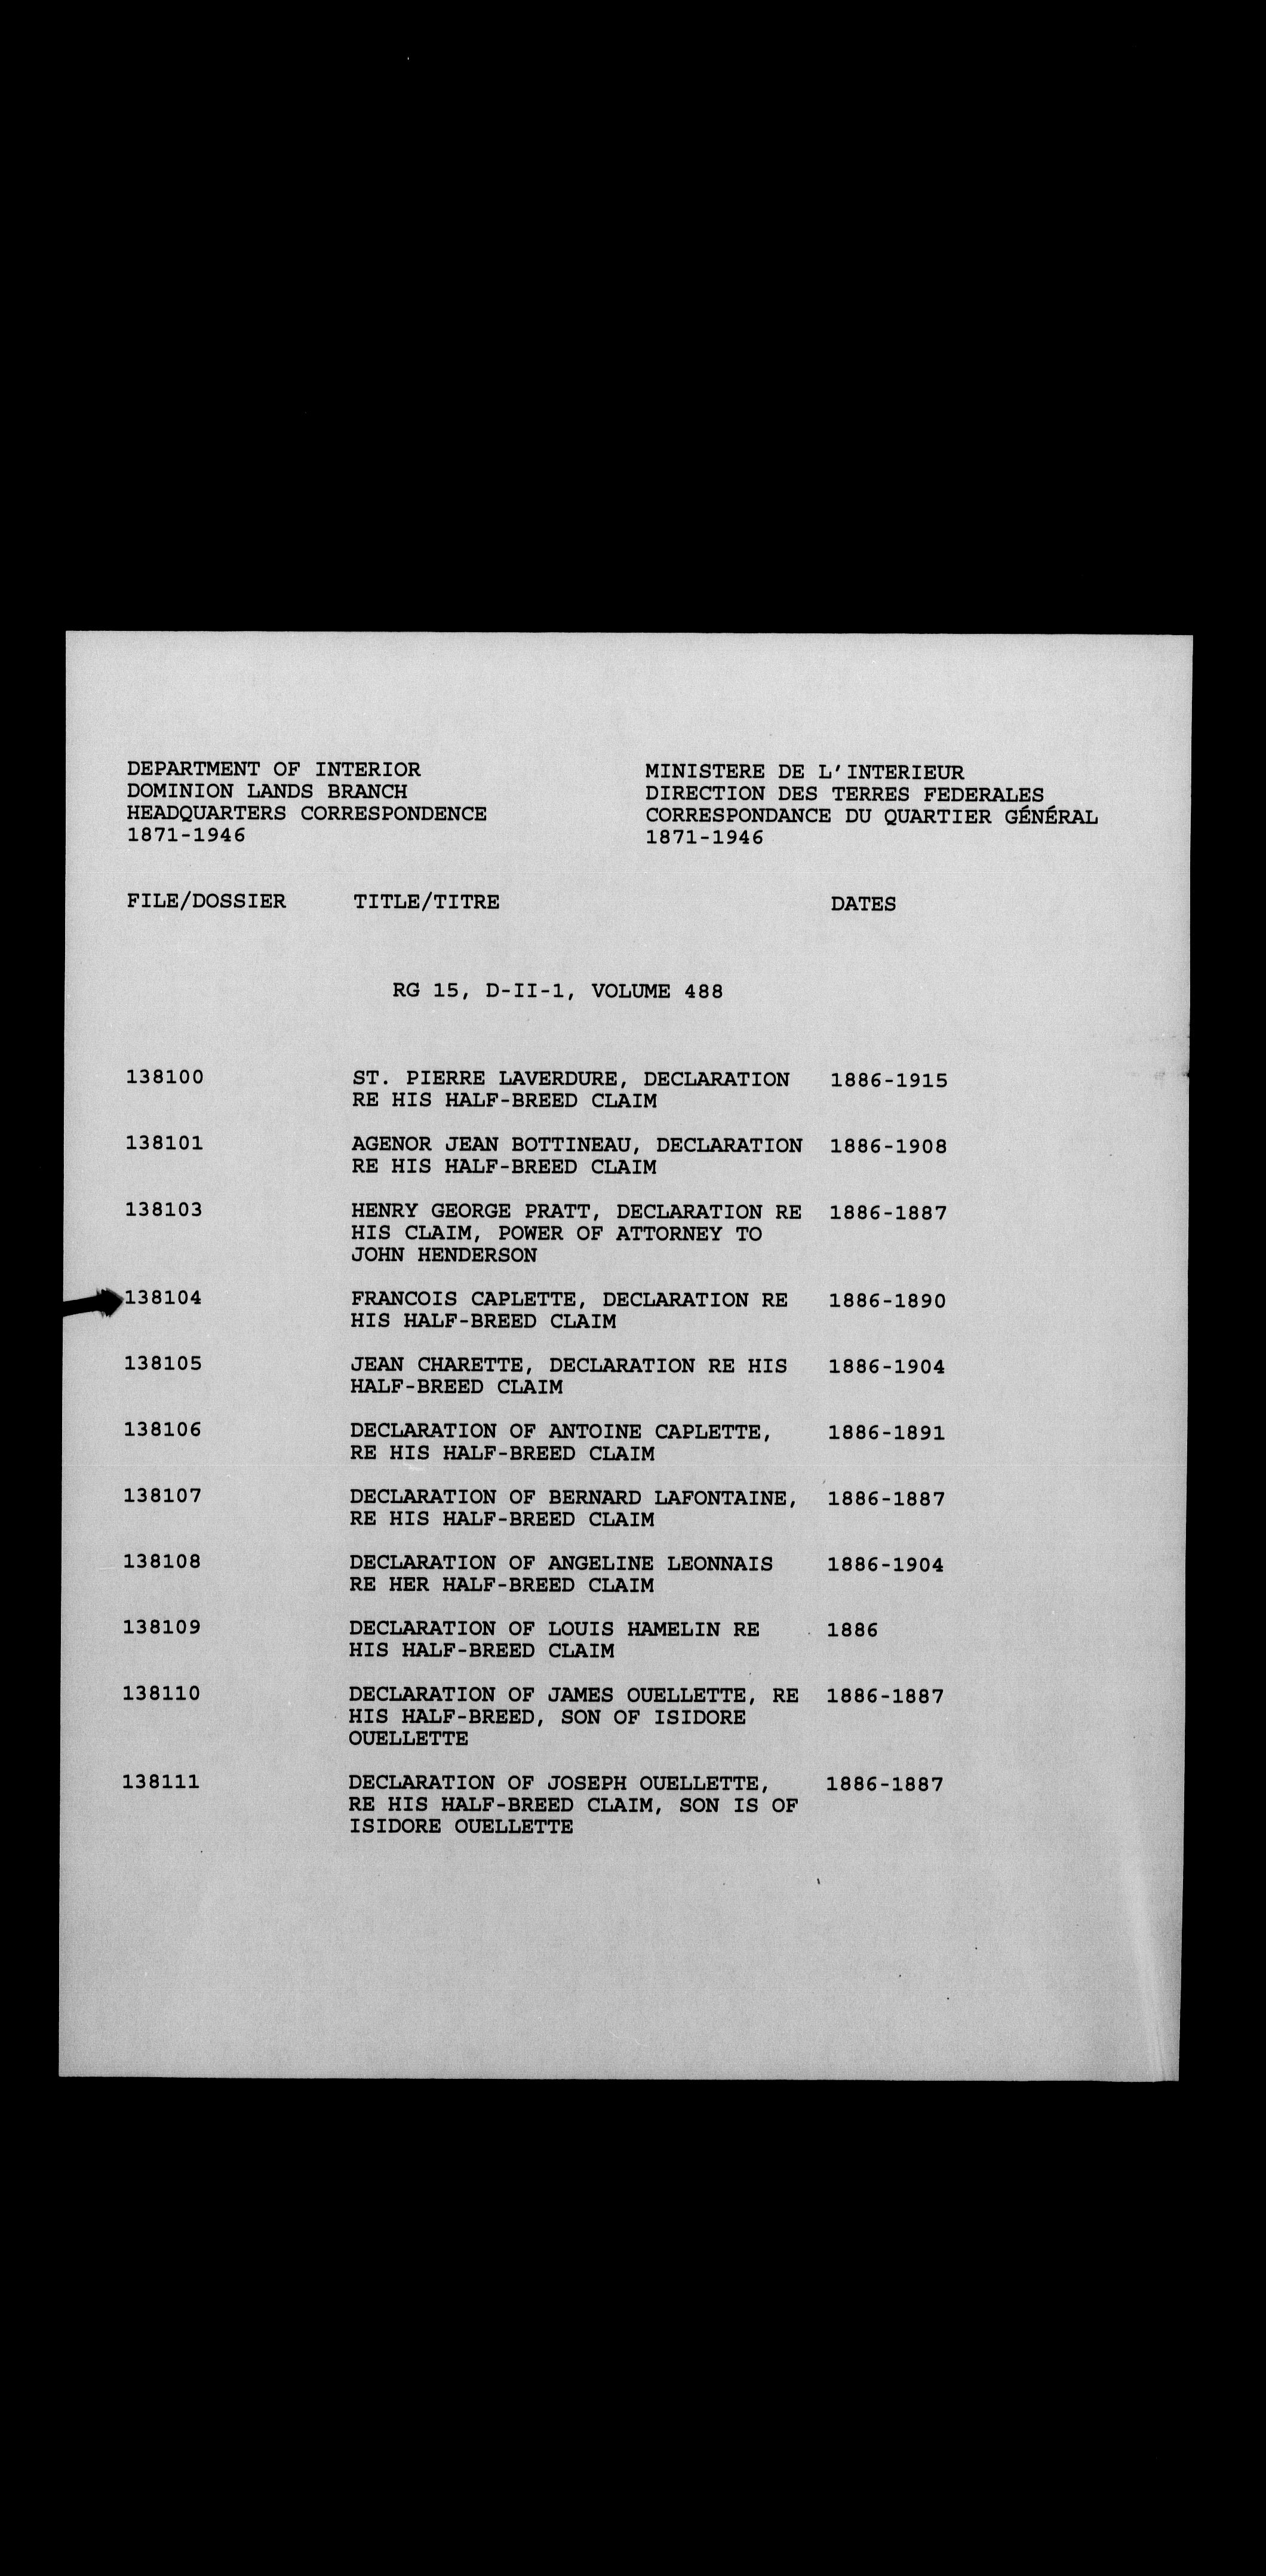 DEPARTMENT OF INTERIOR
DOMINION LANDS BRANCH
HEADQUARTERS CORRESPONDENCE
1871-1946
MINISTERE DE L'INTERIEUR
DIRECTION DES TERRES FEDERALES
CORRESPONDANCE DU QUARTIER GÉNÉRAL
1871-1946
FILE/DOSSIER TITLE/TITRE DATES
RG 15, D-II-1, VOLUME 488
138100 ST. PIERRE LAVERDURE, DECLARATION 1886-1915
RE HIS HALF-BREED CLAIM
138101 AGENOR JEAN BOTTINEAU, DECLARATION 1886-1908
RE HIS HALF-BREED CLAIM
138103 HENRY GEORGE PRATT, DECLARATION RE 1886-1887
HIS CLAIM, POWER OF ATTORNEY TO
JOHN HENDERSON
138104 FRANCOIS CAPLETTE, DECLARATION RE 1886-1890
HIS HALF-BREED CLAIM
138105 JEAN CHARETTE, DECLARATION RE HIS 1886-1904
HALF-BREED CLAIM
138106 DECLARATION OF ANTOINE CAPLETTE, 1886-1891
RE HIS HALF-BREED CLAIM
138107 DECLARATION OF BERNARD LAFONTAINE, 1886-1887
RE HIS HALF-BREED CLAIM
138108 DECLARATION OF ANGELINE LEONNAIS 1886-1904
RE HER HALF-BREED CLAIM
138109 DECLARATION OF LOUIS HAMELIN RE 1886
HIS HALF-BREED CLAIM
138110 DECLARATION OF JAMES OUELLETTE, RE 1886-1887
HIS HALF-BREED, SON OF ISIDORE
OUELLETTE
138111 DECLARATION OF JOSEPH OUELLETTE, 1886-1887
RE HIS HALF-BREED CLAIM, SON IS OF
ISIDORE OUELLETTE